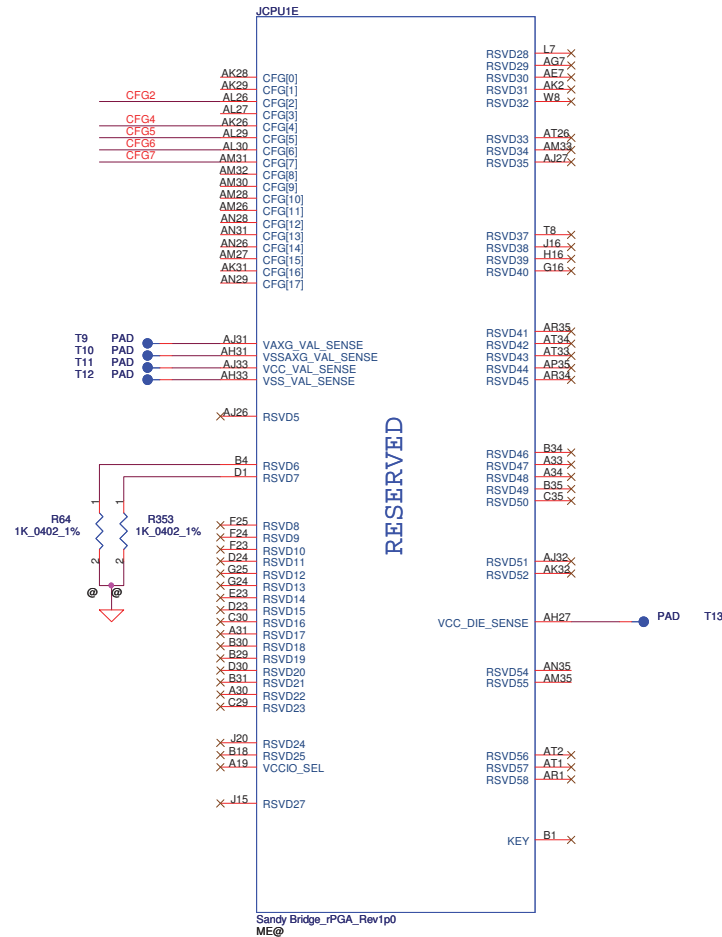 JCPU1E
AK28 CFG[0]
AK29 CFG[1]
CFG2 AL26 CFG[2]
AL27 CFG[3]
CFG4 AK26 CFG[4]
CFG5 AL29 CFG[5]
CFG6 AL30 CFG[6]
CFG7 AM31 CFG[7]
AM32 CFG[8]
AM30 CFG[9]
AM28 CFG[10]
AM26 CFG[11]
AN28 CFG[12]
AN31 CFG[13]
AN26 CFG[14]
AM27 CFG[15]
AK31 CFG[16]
AN29 CFG[17]
T9 PAD AJ31 VAXG_VAL_SENSE
T10 PAD AH31 VSSAXG_VAL_SENSE
T11 PAD AJ33 VCC_VAL_SENSE
T12 PAD AH33 VSS_VAL_SENSE
AJ26 RSVD5
B4 RSVD6
D1 RSVD7
R64
1K_0402_1%
1
2
@
R353
1K_0402_1%
1
2
@
F25 RSVD8
F24 RSVD9
F23 RSVD10
D24 RSVD11
G25 RSVD12
G24 RSVD13
E23 RSVD14
D23 RSVD15
C30 RSVD16
A31 RSVD17
B30 RSVD18
B29 RSVD19
D30 RSVD20
B31 RSVD21
A30 RSVD22
C29 RSVD23
J20 RSVD24
B18 RSVD25
A19 VCCIO_SEL
J15 RSVD27
RESERVED
RSVD28 L7
RSVD29 AG7
RSVD30 AE7
RSVD31 AK2
RSVD32 W8
RSVD33 AT26
RSVD34 AM33
RSVD35 AJ27
RSVD37 T8
RSVD38 J16
RSVD39 H16
RSVD40 G16
RSVD41 AR35
RSVD42 AT34
RSVD43 AT33
RSVD44 AP35
RSVD45 AR34
RSVD46 B34
RSVD47 A33
RSVD48 A34
RSVD49 B35
RSVD50 C35
RSVD51 AJ32
RSVD52 AK32
VCC_DIE_SENSE AH27 PAD T13
RSVD54 AN35
RSVD55 AM35
RSVD56 AT2
RSVD57 AT1
RSVD58 AR1
KEY B1
Sandy Bridge_rPGA_Rev1p0
ME@